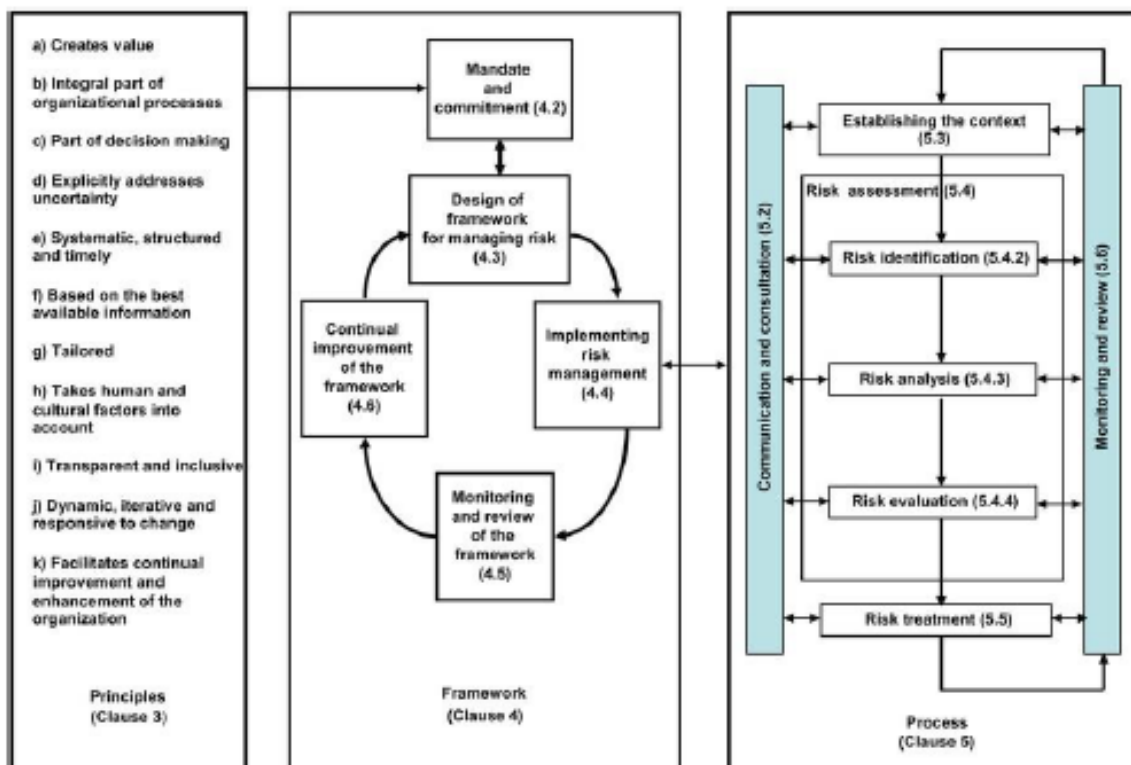 a) Creates value
b) Integral part of
organizational processes
c) Part of decision making
d) Explicitly addresses
uncertainty
e) Systematic, structured
and timely
f) Based on the best
available information
g) Tailored
h) Takes human and
cultural factors into
account
i) Transparent and inclusive
j) Dynamic, iterative and
responsive to change
k) Facilitates continual
improvement and
enhancement of the
organization
Principles
(Clause 3)
Mandate
and
commitment (4.2)
Design of
framework
for managing risk
(4.3)
Continual
improvement
of the
framework
(4.6)
Implementing
risk
management
(4.4)
Monitoring
and review
of the
framework
(4.5)
Framework
(Clause 4)
Communication and consultation (5.2)
Establishing the context
(5.3)
Risk assessment (5.4)
Risk identification (5.4.2)
Risk analysis (5.4.3)
Risk evaluation (5.4.4)
Risk treatment (5.5)
Monitoring and review (5.6)
Process
(Clause 5)